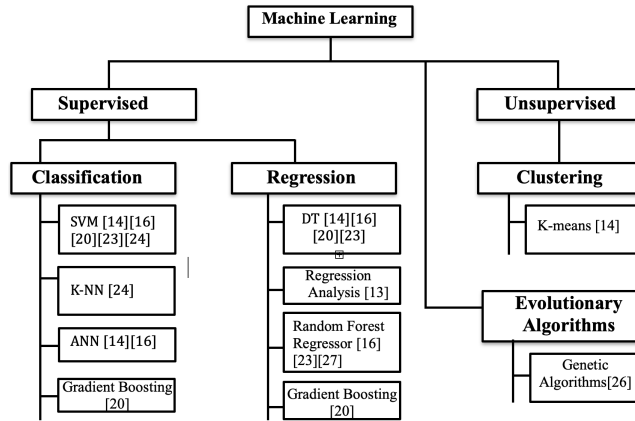 Machine Learning
Supervised
Unsupervised
Classification
Regression
Clustering
SVM [14][16]
[20][23][24]
K-NN [24]
ANN [14][16]
Gradient Boosting
[20]
DT [14][16]
[20][23]
Regression
Analysis [13]
Random Forest
Regressor [16]
[23][27]
Gradient Boosting
[20]
K-means [14]
Evolutionary
Algorithms
Genetic
Algorithms[26]